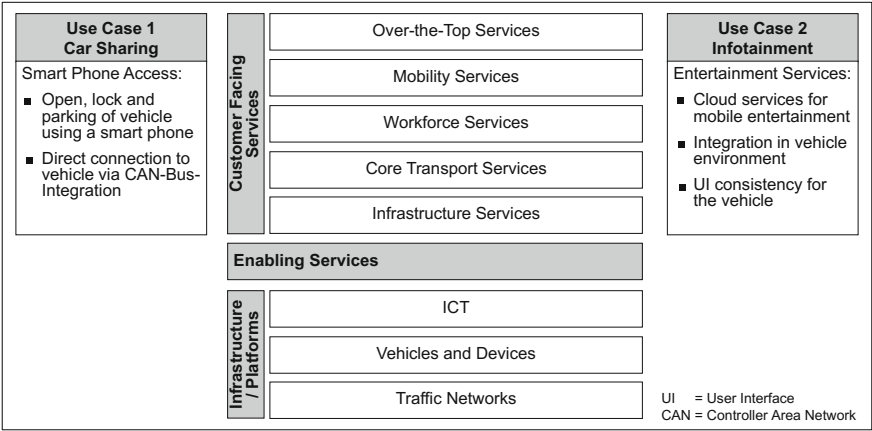 Use Case 1
Car Sharing
Smart Phone Access:
■ Open, lock and
parking of vehicle
using a smart phone
■ Direct connection to
vehicle via CAN-Bus-
Integration
Customer Facing
Services
Over-the-Top Services
Mobility Services
Workforce Services
Core Transport Services
Infrastructure Services
Enabling Services
Infrastructure
/ Platforms
ICT
Vehicles and Devices
Traffic Networks
Use Case 2
Infotainment
Entertainment Services:
■ Cloud services for
mobile entertainment
■ Integration in vehicle
environment
■ UI consistency for
the vehicle
UI = User Interface
CAN = Controller Area Network